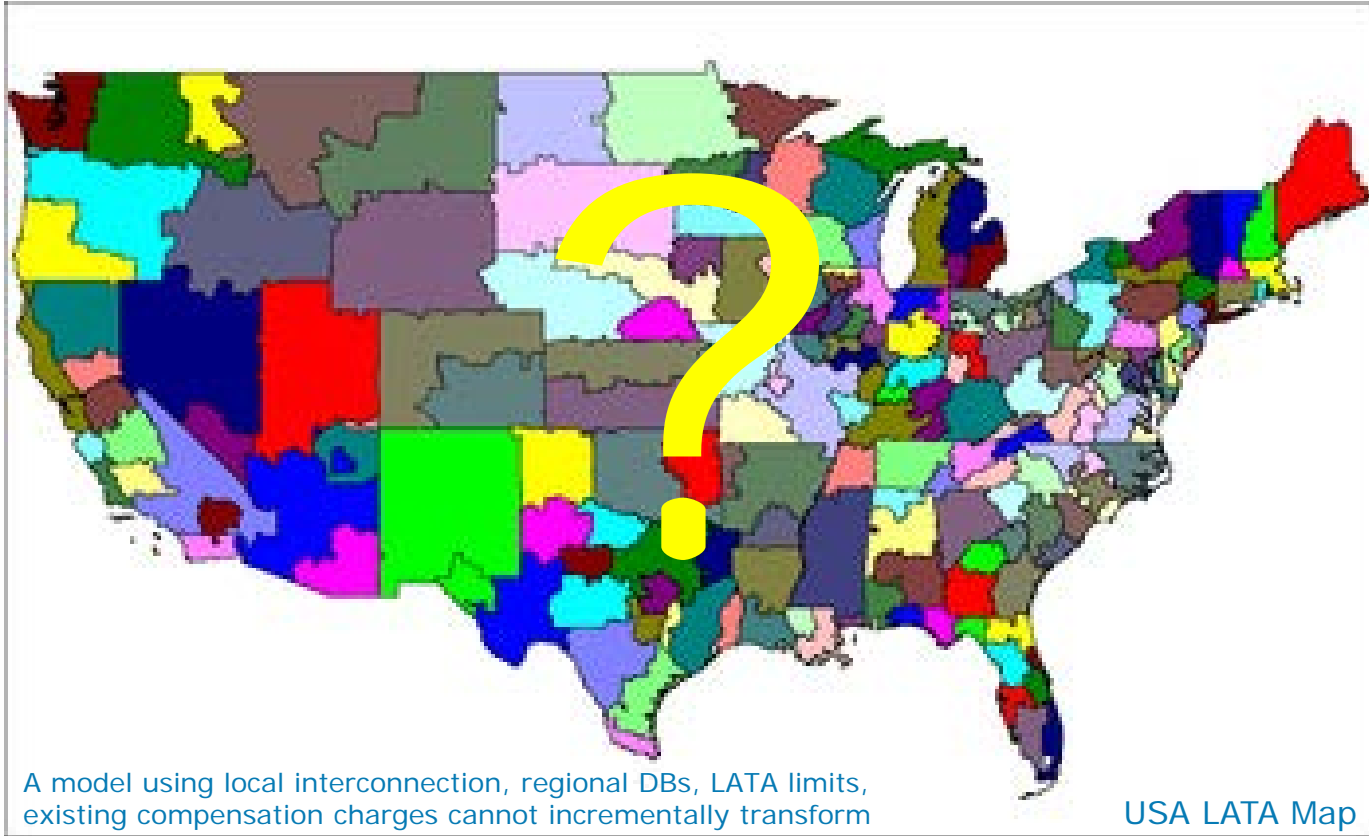 ?
A model using local interconnection, regional DBs, LATA limits,
existing compensation charges cannot incrementally transform
USA LATA Map